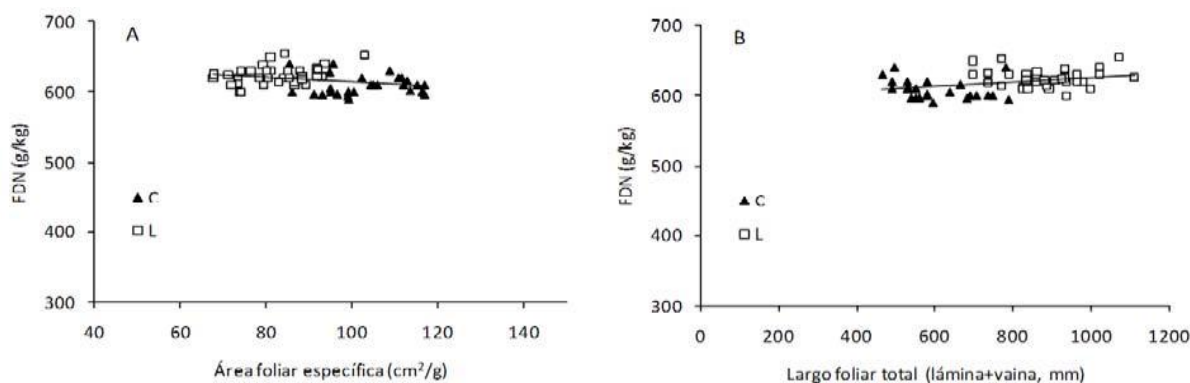 A
FDN (g/kg)
700
600
500
400
300
C
L
40 60 80 100 120 140
Área foliar específica (cm²/g)
B
FDN (g/kg)
700
600
500
400
300
C
L
0 200 400 600 800 1000 1200
Largo foliar total (lámina+vaina, mm)